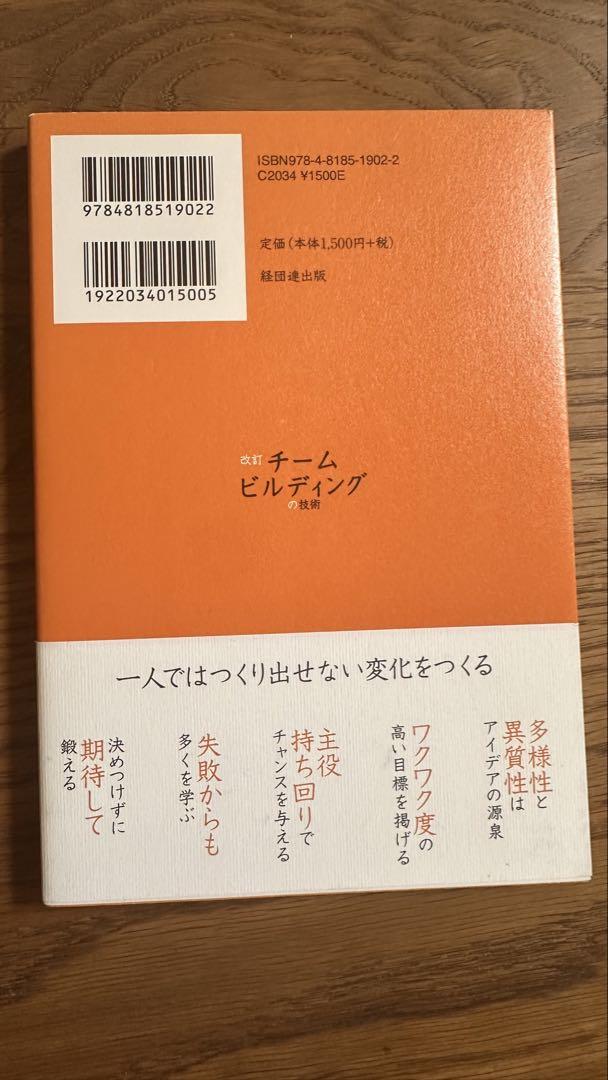 9784818519022
1922034015005
ISBN978-4-8185-1902-2
C2034 ¥1500E
定価(本体1,500円+税)
経団連出版
改訂 チーム
ビルディング
の技術
一人ではつくり出せない変化をつくる
多様性と
異質性は
アイデアの源泉
ワクワク度の
高い目標を掲げる
主役
持ち回りで
チャンスを与える
失敗からも
多くを学ぶ
決めつけずに
期待して
鍛える